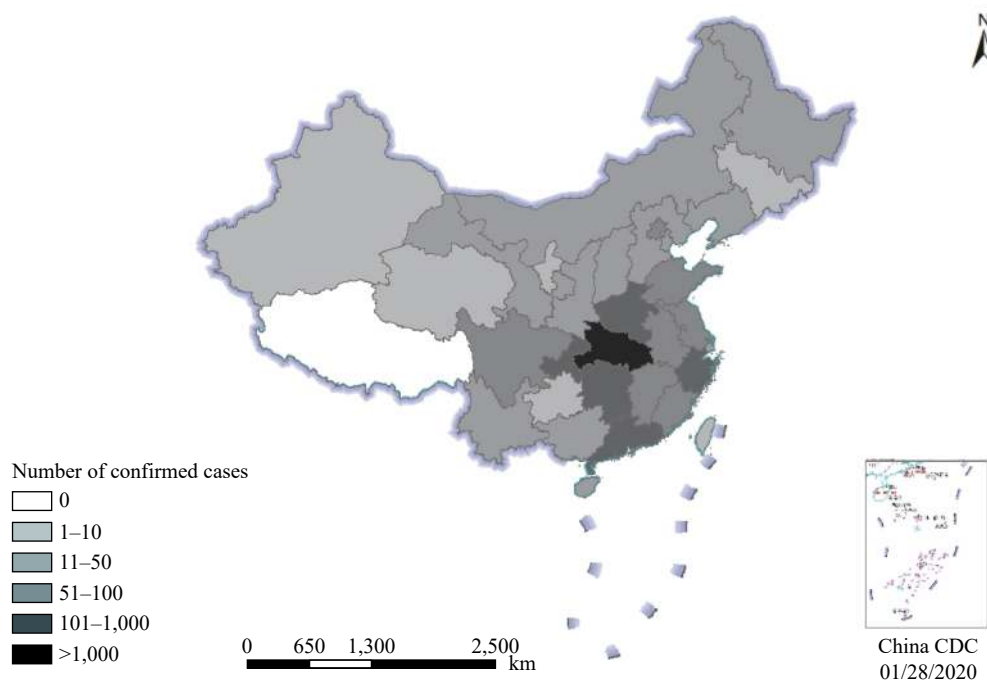 N
Number of confirmed cases
0
1–10
11–50
51–100
101–1,000
>1,000
0 650 1,300 2,500
km
China CDC
01/28/2020